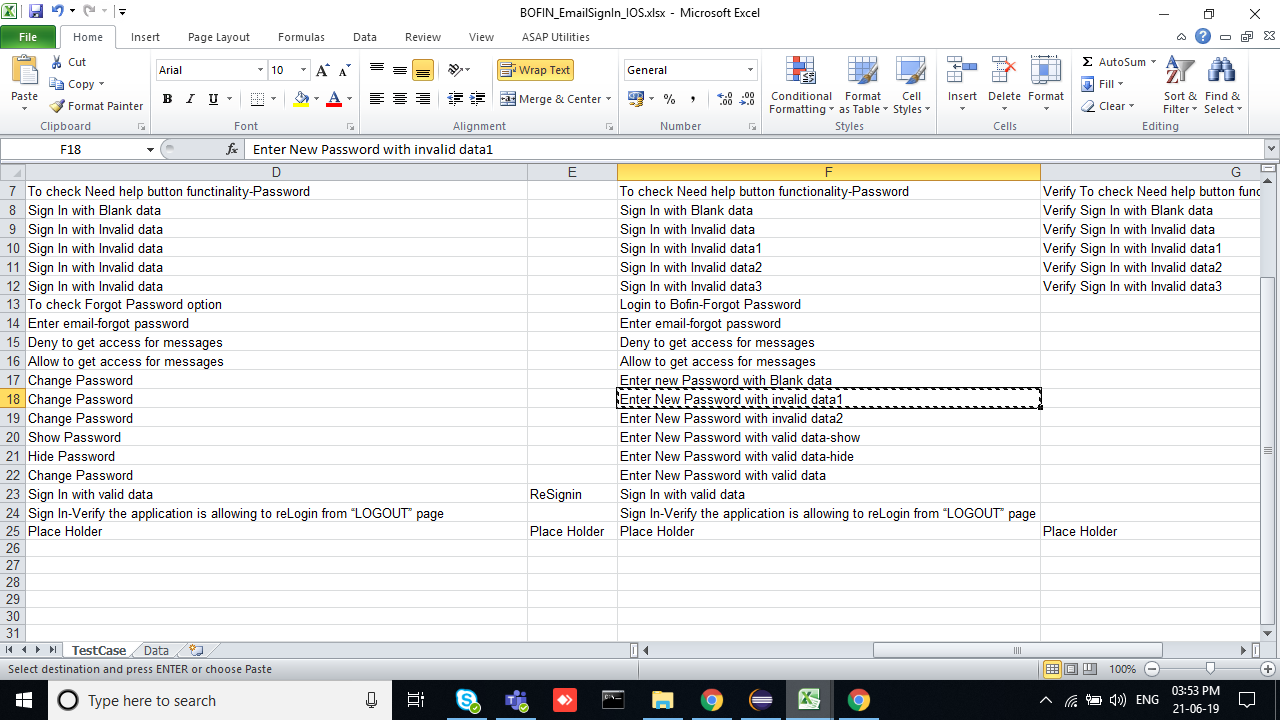 BOFIN_EmailSignIn_IOS.xlsx - Microsoft Excel
File Home Insert Page Layout Formulas Data Review View ASAP Utilities
Paste Cut Copy Format Painter Clipboard
Arial 10 A A B I U A Font
Wrap Text Merge & Center Alignment
General % , .00 .00 Number
Conditional Formatting Format as Table Cell Styles Styles
Insert Delete Format Cells
Σ AutoSum Fill Clear Sort & Filter Find & Select Editing
F18 fx Enter New Password with invalid data1
D E F G
7 To check Need help button functinality-Password To check Need help button functionality-Password Verify To check Need help button func
8 Sign In with Blank data Sign In with Blank data Verify Sign In with Blank data
9 Sign In with Invalid data Sign In with Invalid data Verify Sign In with Invalid data
10 Sign In with Invalid data Sign In with Invalid data1 Verify Sign In with Invalid data1
11 Sign In with Invalid data Sign In with Invalid data2 Verify Sign In with Invalid data2
12 Sign In with Invalid data Sign In with Invalid data3 Verify Sign In with Invalid data3
13 To check Forgot Password option Login to Bofin-Forgot Password
14 Enter email-forgot password Enter email-forgot password
15 Deny to get access for messages Deny to get access for messages
16 Allow to get access for messages Allow to get access for messages
17 Change Password Enter new Password with Blank data
18 Change Password Enter New Password with invalid data1
19 Change Password Enter New Password with invalid data2
20 Show Password Enter New Password with valid data-show
21 Hide Password Enter New Password with valid data-hide
22 Change Password Enter New Password with valid data
23 Sign In with valid data ReSignin Sign In with valid data
24 Sign In-Verify the application is allowing to reLogin from “LOGOUT” page Sign In-Verify the application is allowing to reLogin from “LOGOUT” page
25 Place Holder Place Holder Place Holder Place Holder
26
27
28
29
30
31
TestCase Data
Select destination and press ENTER or choose Paste 100%
Type here to search ENG 03:53 PM
21-06-19